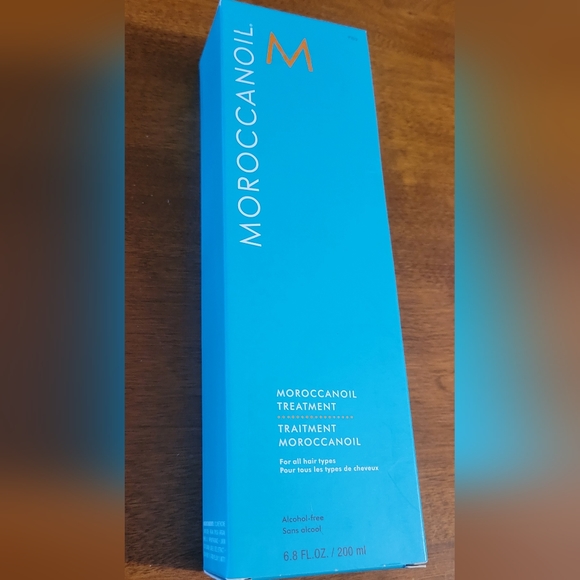 MOROCCANOIL®
M
MOROCCANOIL
TREATMENT
TRAITMENT
MOROCCANOIL
For all hair types
Pour tous les types de cheveux
Alcohol-free
Sans alcool
6.8 FL.OZ. / 200 ml